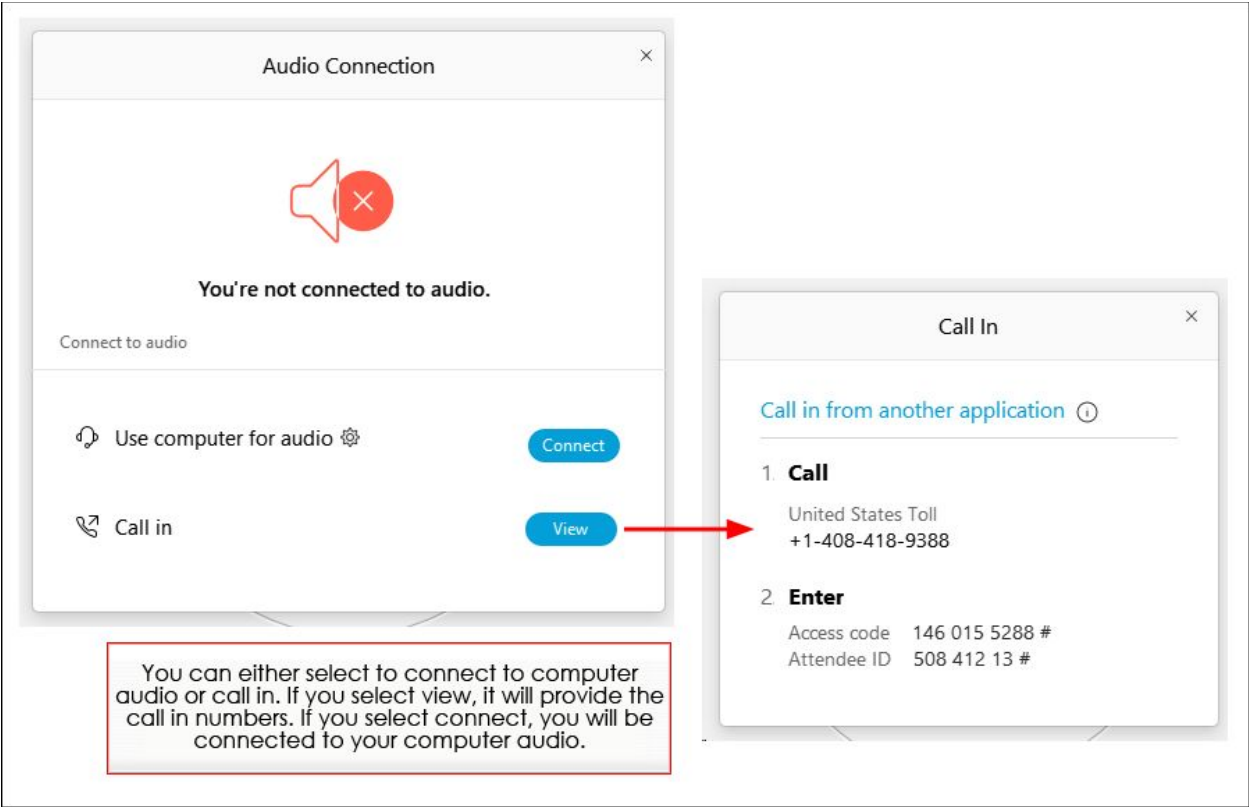 Audio Connection
You're not connected to audio.
Connect to audio
Use computer for audio
Connect
Call in
View
You can either select to connect to computer
audio or call in. If you select view, it will provide the
call in numbers. If you select connect, you will be
connected to your computer audio.
Call In
Call in from another application
1. Call
United States Toll
+1-408-418-9388
2. Enter
Access code 146 015 5288 #
Attendee ID 508 412 13 #